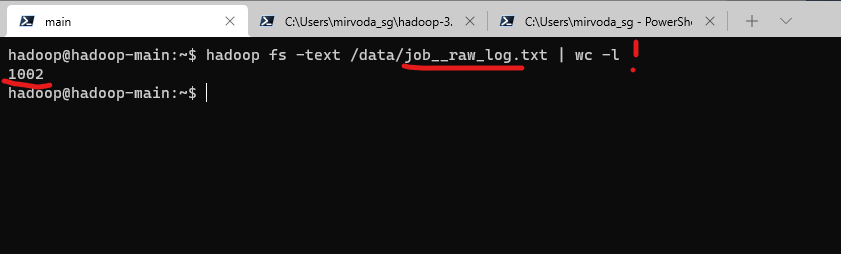 main
C:\Users\mirvoda_sg\hadoop-3.
C:\Users\mirvoda_sg - PowerShe
hadoop@hadoop-main:~$ hadoop fs -text /data/job__raw_log.txt | wc -l
1002
hadoop@hadoop-main:~$